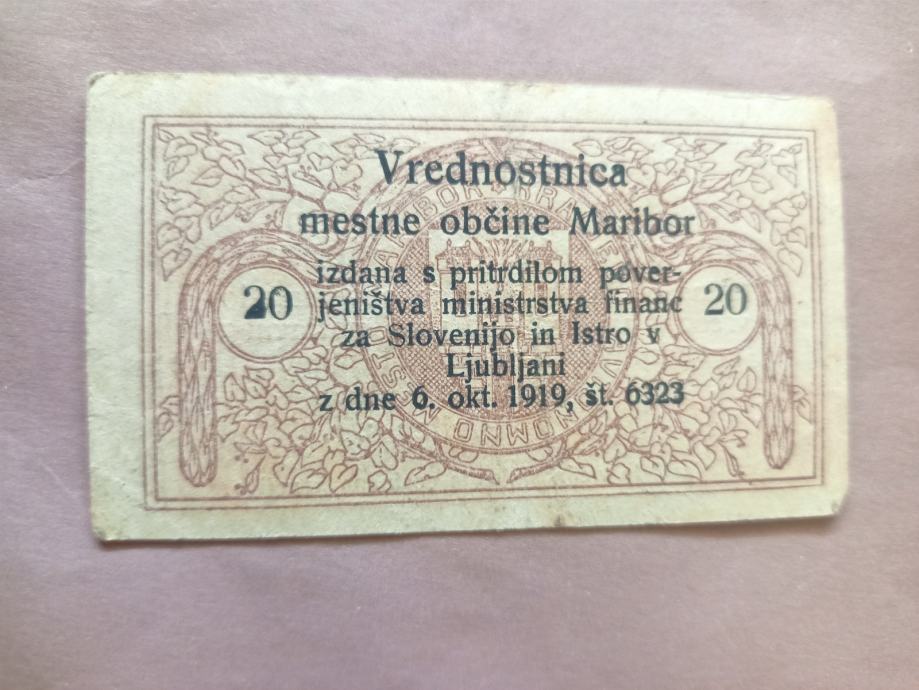 Vrednostnica
mestne občine Maribor
izdana s pritrdilom pover-
jeništva ministrstva financ
za Slovenijo in Istro v
Ljubljani
z dne 6. okt. 1919, št. 6323
20
20